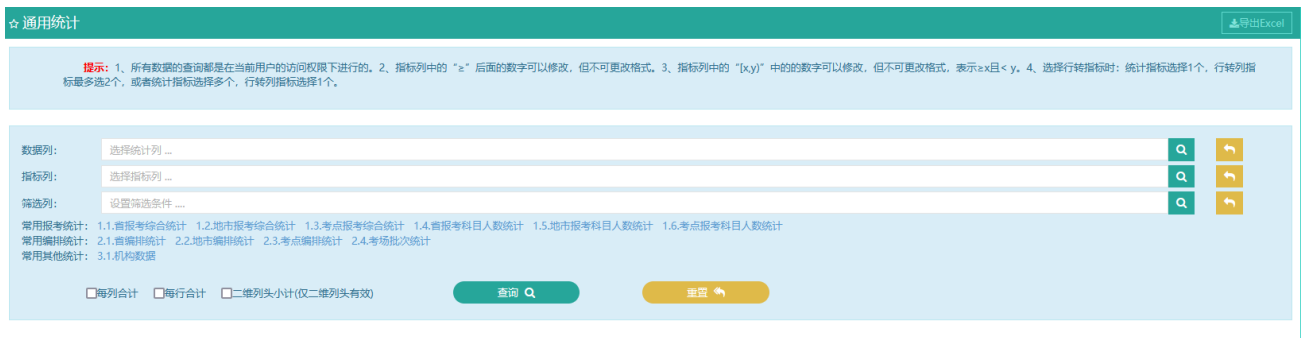 通用统计
导出Excel
提示：1、所有数据的查询都是在当前用户的访问权限下进行的。2、指标列中的“≥”后面的数字可以修改，但不可更改格式。3、指标列中的“[x,y)”中的的数字可以修改，但不可更改格式，表示≥x且< y。4、选择行转指标时：统计指标选择1个，行转列指
标最多选2个，或者统计指标选择多个，行转列指标选择1个。
数据列： 选择统计列 ...
指标列： 选择指标列 ...
筛选列： 设置筛选条件 ....
常用报考统计： 1.1.省报考综合统计 1.2.地市报考综合统计 1.3.考点报考综合统计 1.4.省报考科目人数统计 1.5.地市报考科目人数统计 1.6.考点报考科目人数统计
常用编排统计： 2.1.省编排统计 2.2.地市编排统计 2.3.考点编排统计 2.4.考场批次统计
常用其他统计： 3.1.机构数据
每列合计 每行合计 二维列头小计(仅二维列头有效) 查询 重置